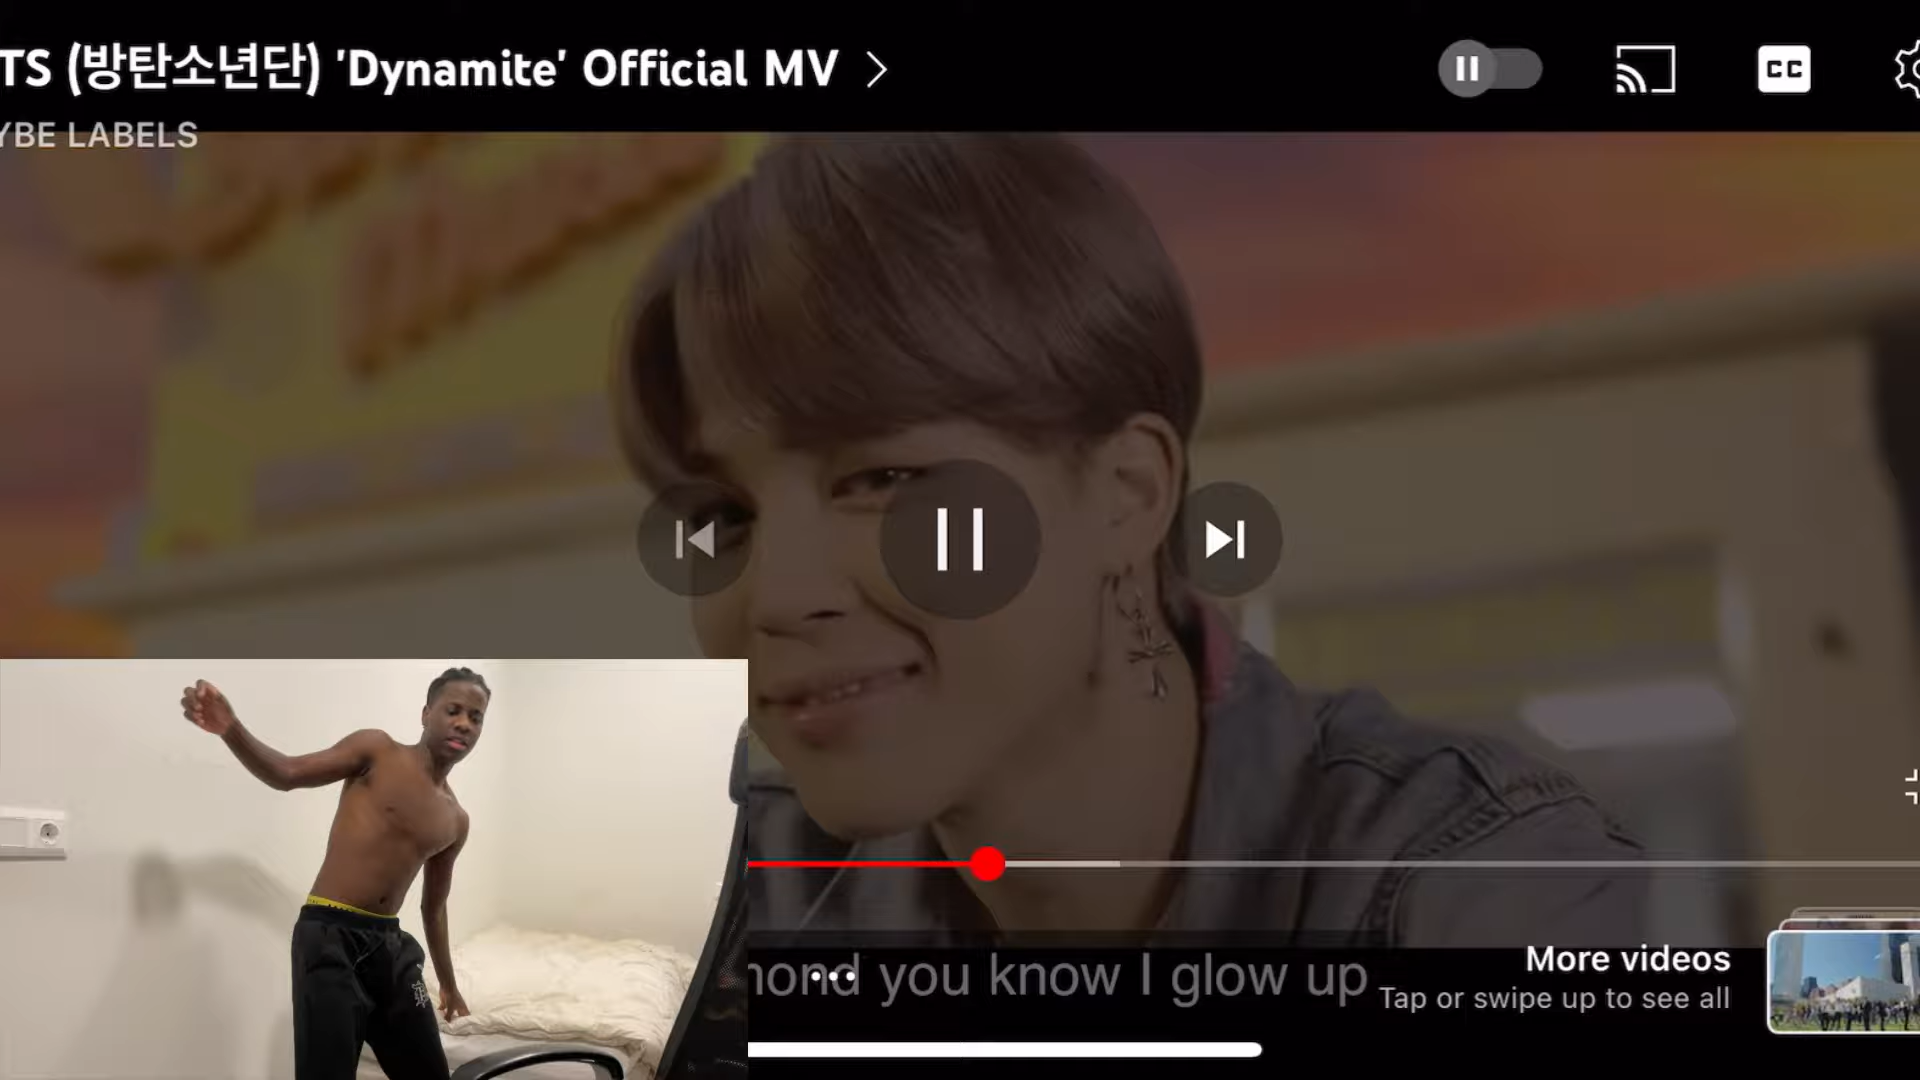 TS (방탄소년단) 'Dynamite' Official MV
YBE LABELS
CC
you know I glow up
More videos
Tap or swipe up to see all